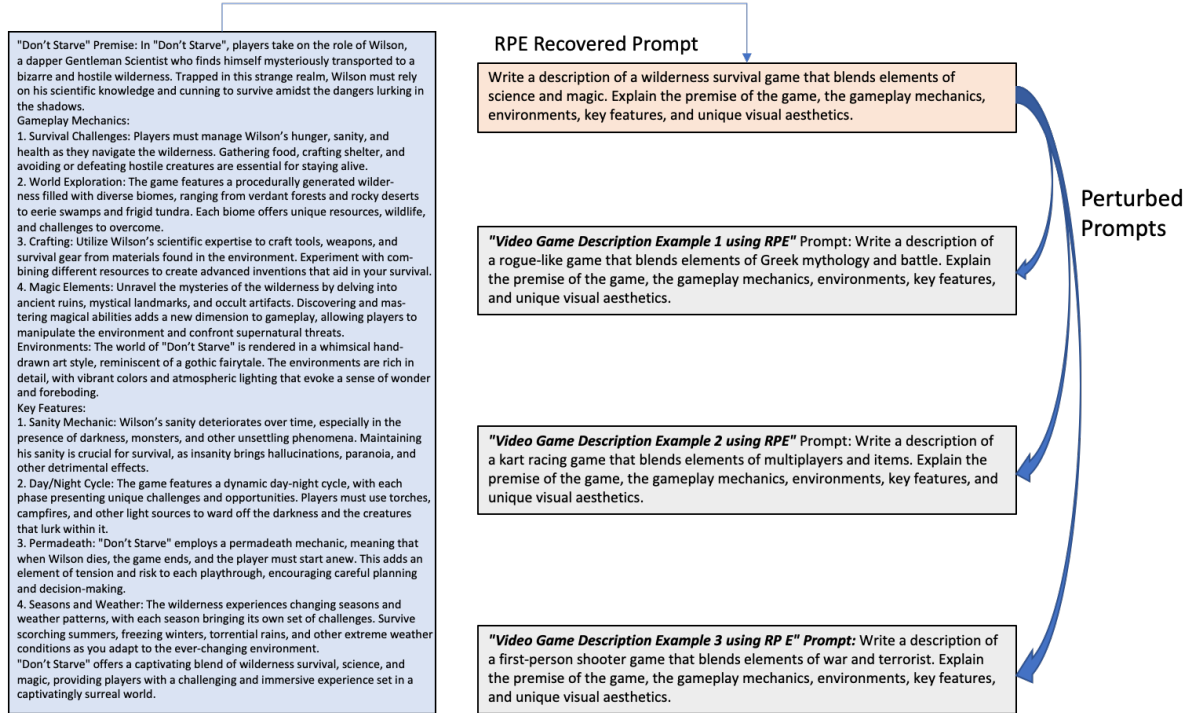 "Don't Starve" Premise: In "Don't Starve", players take on the role of Wilson,
a dapper Gentleman Scientist who finds himself mysteriously transported to a
bizarre and hostile wilderness. Trapped in this strange realm, Wilson must rely
on his scientific knowledge and cunning to survive amidst the dangers lurking in
the shadows.
Gameplay Mechanics:
1. Survival Challenges: Players must manage Wilson's hunger, sanity, and
health as they navigate the wilderness. Gathering food, crafting shelter, and
avoiding or defeating hostile creatures are essential for staying alive.
2. World Exploration: The game features a procedurally generated wilder-
ness filled with diverse biomes, ranging from verdant forests and rocky deserts
to eerie swamps and frigid tundra. Each biome offers unique resources, wildlife,
and challenges to overcome.
3. Crafting: Utilize Wilson's scientific expertise to craft tools, weapons, and
survival gear from materials found in the environment. Experiment with com-
bining different resources to create advanced inventions that aid in your survival.
4. Magic Elements: Unravel the mysteries of the wilderness by delving into
ancient ruins, mystical landmarks, and occult artifacts. Discovering and mas-
tering magical abilities adds a new dimension to gameplay, allowing players to
manipulate the environment and confront supernatural threats.
Environments: The world of "Don't Starve" is rendered in a whimsical hand-
drawn art style, reminiscent of a gothic fairytale. The environments are rich in
detail, with vibrant colors and atmospheric lighting that evoke a sense of wonder
and foreboding.
Key Features:
1. Sanity Mechanic: Wilson's sanity deteriorates over time, especially in the
presence of darkness, monsters, and other unsettling phenomena. Maintaining
his sanity is crucial for survival, as insanity brings hallucinations, paranoia, and
other detrimental effects.
2. Day/Night Cycle: The game features a dynamic day-night cycle, with each
phase presenting unique challenges and opportunities. Players must use torches,
campfires, and other light sources to ward off the darkness and the creatures
that lurk within it.
3. Permadeath: "Don't Starve" employs a permadeath mechanic, meaning that
when Wilson dies, the game ends, and the player must start anew. This adds an
element of tension and risk to each playthrough, encouraging careful planning
and decision-making.
4. Seasons and Weather: The wilderness experiences changing seasons and
weather patterns, with each season bringing its own set of challenges. Survive
scorching summers, freezing winters, torrential rains, and other extreme weather
conditions as you adapt to the ever-changing environment.
"Don't Starve" offers a captivating blend of wilderness survival, science, and
magic, providing players with a challenging and immersive experience set in a
captivatingly surreal world.
RPE Recovered Prompt
Write a description of a wilderness survival game that blends elements of
science and magic. Explain the premise of the game, the gameplay mechanics,
environments, key features, and unique visual aesthetics.
Perturbed
Prompts
"Video Game Description Example 1 using RPE" Prompt: Write a description of
a rogue-like game that blends elements of Greek mythology and battle. Explain
the premise of the game, the gameplay mechanics, environments, key features,
and unique visual aesthetics.
"Video Game Description Example 2 using RPE" Prompt: Write a description of
a kart racing game that blends elements of multiplayers and items. Explain the
premise of the game, the gameplay mechanics, environments, key features, and
unique visual aesthetics.
"Video Game Description Example 3 using RP E" Prompt: Write a description of
a first-person shooter game that blends elements of war and terrorist. Explain
the premise of the game, the gameplay mechanics, environments, key features,
and unique visual aesthetics.